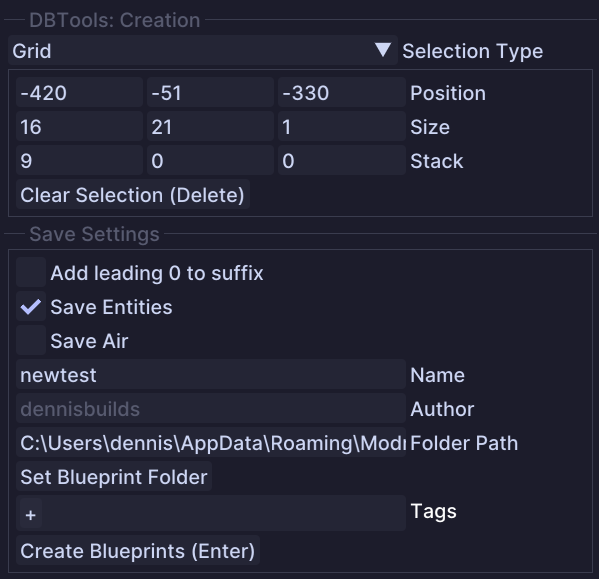 DBTools: Creation
Grid Selection Type
-420 -51 -330 Position
16 21 1 Size
9 0 0 Stack
Clear Selection (Delete)
Save Settings
Add leading 0 to suffix
Save Entities
Save Air
newtest Name
dennisbuilds Author
C:\Users\dennis\AppData\Roaming\Modr Folder Path
Set Blueprint Folder
+ Tags
Create Blueprints (Enter)